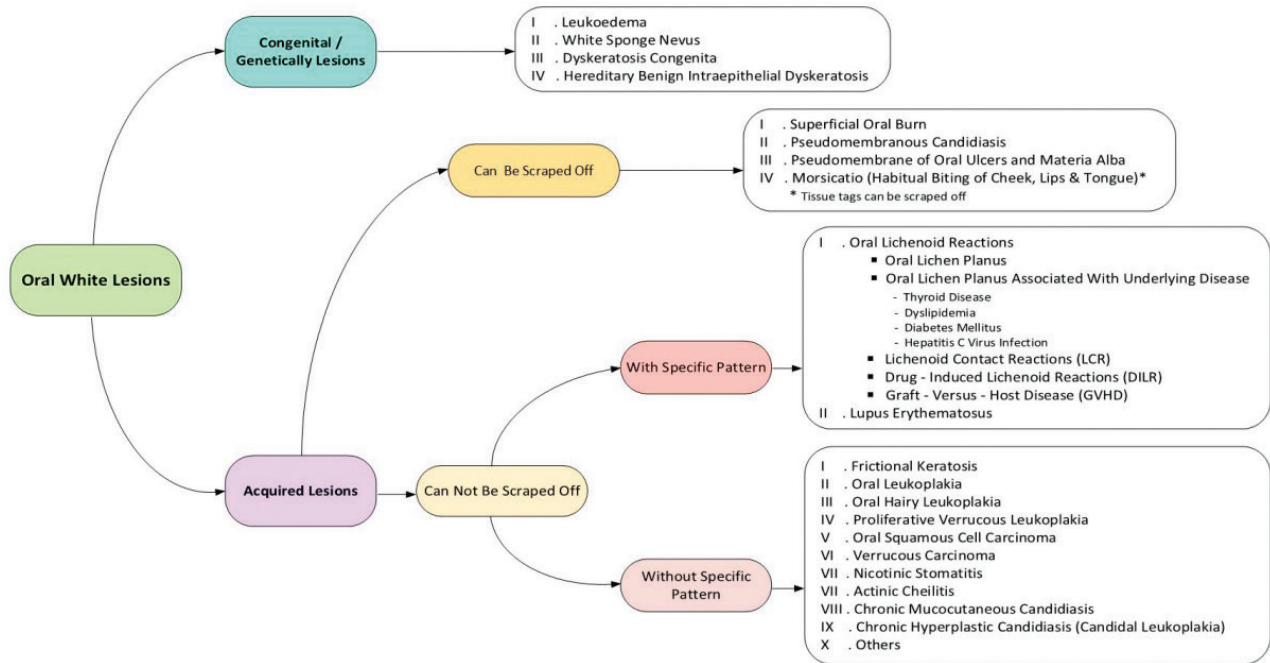 Congenital /
Genetically Lesions
I . Leukoedema
II . White Sponge Nevus
III . Dyskeratosis Congenita
IV . Hereditary Benign Intraepithelial Dyskeratosis
Can Be Scraped Off
I . Superficial Oral Burn
II . Pseudomembranous Candidiasis
III . Pseudomembrane of Oral Ulcers and Materia Alba
IV . Morsicatio (Habitual Biting of Cheek, Lips & Tongue)*
* Tissue tags can be scraped off
Oral White Lesions
Acquired Lesions
Can Not Be Scraped Off
With Specific Pattern
I . Oral Lichenoid Reactions
▪ Oral Lichen Planus
▪ Oral Lichen Planus Associated With Underlying Disease
- Thyroid Disease
- Dyslipidemia
- Diabetes Mellitus
- Hepatitis C Virus Infection
▪ Lichenoid Contact Reactions (LCR)
▪ Drug - Induced Lichenoid Reactions (DILR)
▪ Graft - Versus - Host Disease (GVHD)
II . Lupus Erythematosus
Without Specific
Pattern
I . Frictional Keratosis
II . Oral Leukoplakia
III . Oral Hairy Leukoplakia
IV . Proliferative Verrucous Leukoplakia
V . Oral Squamous Cell Carcinoma
VI . Verrucous Carcinoma
VII . Nicotinic Stomatitis
VII . Actinic Cheilitis
VIII . Chronic Mucocutaneous Candidiasis
IX . Chronic Hyperplastic Candidiasis (Candidal Leukoplakia)
X . Others